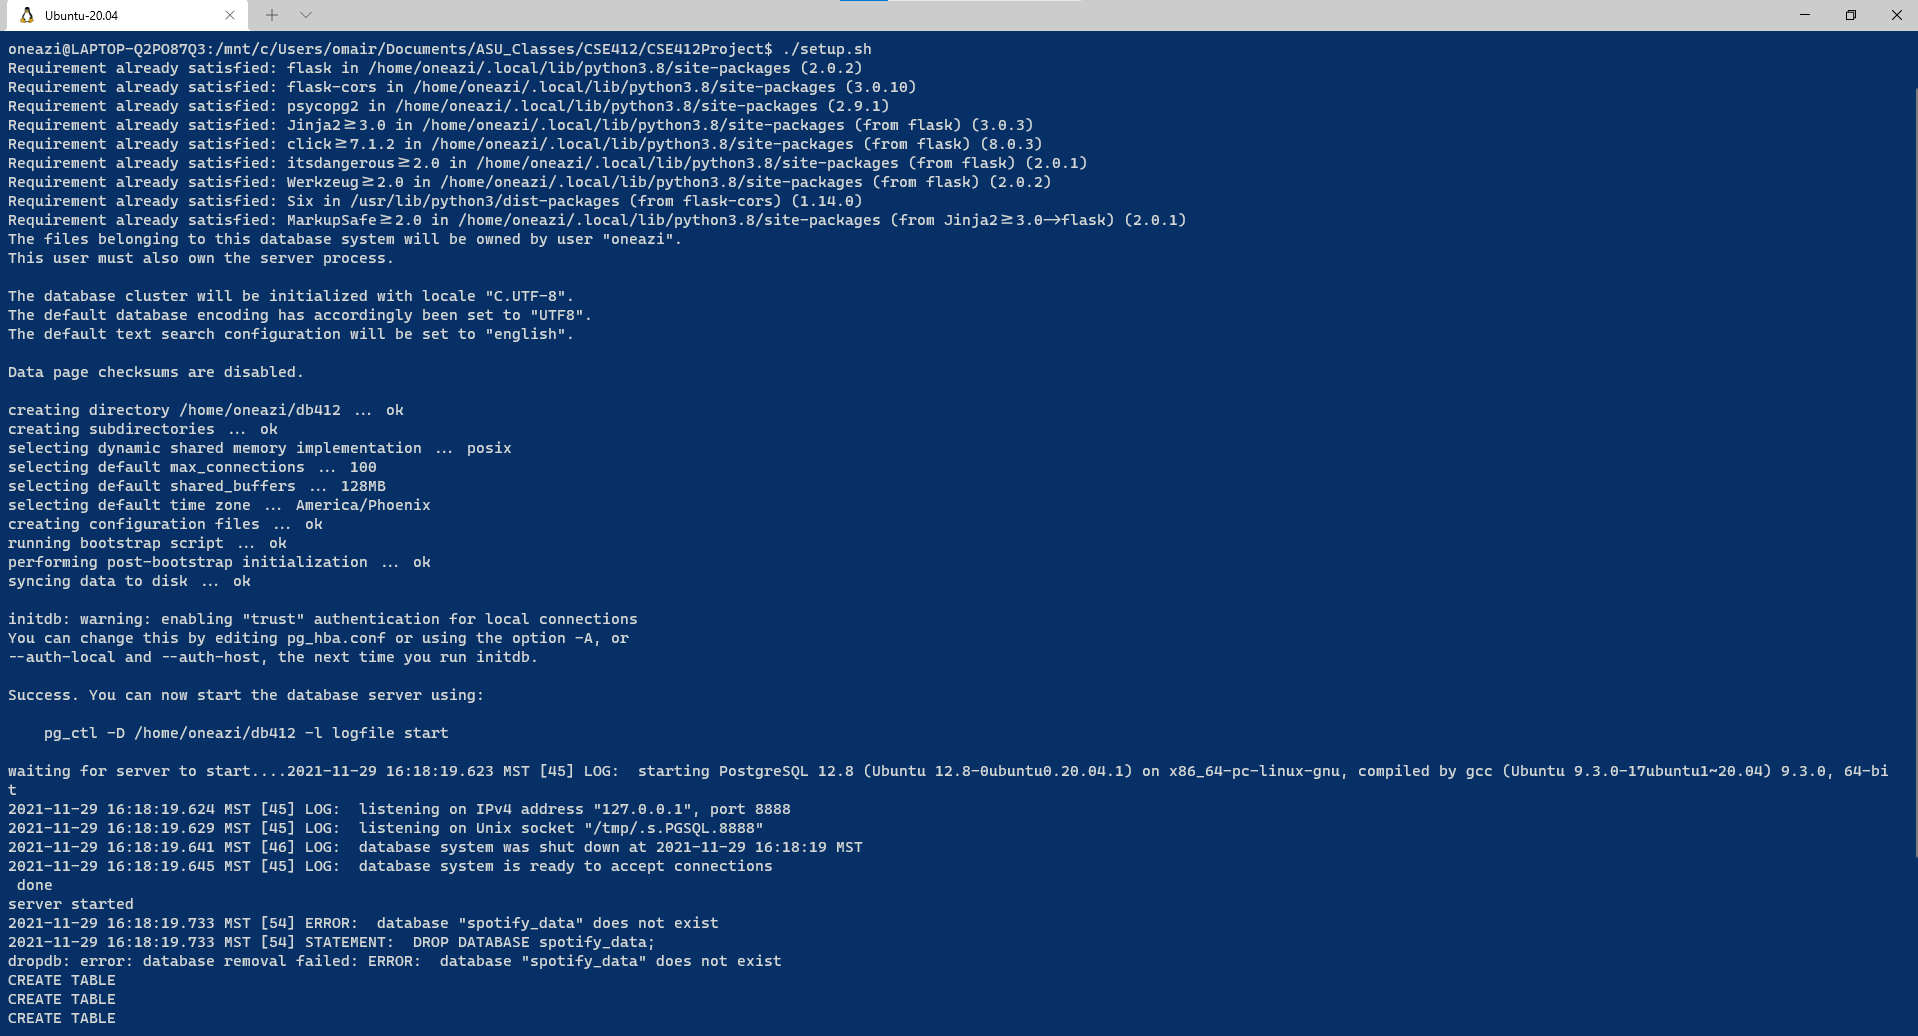 Ubuntu-20.04
oneazi@LAPTOP-Q2PO87Q3:/mnt/c/Users/omair/Documents/ASU_Classes/CSE412/CSE412Project$ ./setup.sh
Requirement already satisfied: flask in /home/oneazi/.local/lib/python3.8/site-packages (2.0.2)
Requirement already satisfied: flask-cors in /home/oneazi/.local/lib/python3.8/site-packages (3.0.10)
Requirement already satisfied: psycopg2 in /home/oneazi/.local/lib/python3.8/site-packages (2.9.1)
Requirement already satisfied: Jinja2≥3.0 in /home/oneazi/.local/lib/python3.8/site-packages (from flask) (3.0.3)
Requirement already satisfied: click≥7.1.2 in /home/oneazi/.local/lib/python3.8/site-packages (from flask) (8.0.3)
Requirement already satisfied: itsdangerous≥2.0 in /home/oneazi/.local/lib/python3.8/site-packages (from flask) (2.0.1)
Requirement already satisfied: Werkzeug≥2.0 in /home/oneazi/.local/lib/python3.8/site-packages (from flask) (2.0.2)
Requirement already satisfied: Six in /usr/lib/python3/dist-packages (from flask-cors) (1.14.0)
Requirement already satisfied: MarkupSafe≥2.0 in /home/oneazi/.local/lib/python3.8/site-packages (from Jinja2≥3.0→flask) (2.0.1)
The files belonging to this database system will be owned by user "oneazi".
This user must also own the server process.
The database cluster will be initialized with locale "C.UTF-8".
The default database encoding has accordingly been set to "UTF8".
The default text search configuration will be set to "english".
Data page checksums are disabled.
creating directory /home/oneazi/db412 ... ok
creating subdirectories ... ok
selecting dynamic shared memory implementation ... posix
selecting default max_connections ... 100
selecting default shared_buffers ... 128MB
selecting default time zone ... America/Phoenix
creating configuration files ... ok
running bootstrap script ... ok
performing post-bootstrap initialization ... ok
syncing data to disk ... ok
initdb: warning: enabling "trust" authentication for local connections
You can change this by editing pg_hba.conf or using the option -A, or
--auth-local and --auth-host, the next time you run initdb.
Success. You can now start the database server using:
pg_ctl -D /home/oneazi/db412 -l logfile start
waiting for server to start....2021-11-29 16:18:19.623 MST [45] LOG:  starting PostgreSQL 12.8 (Ubuntu 12.8-0ubuntu0.20.04.1) on x86_64-pc-linux-gnu, compiled by gcc (Ubuntu 9.3.0-17ubuntu1~20.04) 9.3.0, 64-bi
t
2021-11-29 16:18:19.624 MST [45] LOG:  listening on IPv4 address "127.0.0.1", port 8888
2021-11-29 16:18:19.629 MST [45] LOG:  listening on Unix socket "/tmp/.s.PGSQL.8888"
2021-11-29 16:18:19.641 MST [46] LOG:  database system was shut down at 2021-11-29 16:18:19 MST
2021-11-29 16:18:19.645 MST [45] LOG:  database system is ready to accept connections
done
server started
2021-11-29 16:18:19.733 MST [54] ERROR:  database "spotify_data" does not exist
2021-11-29 16:18:19.733 MST [54] STATEMENT:  DROP DATABASE spotify_data;
dropdb: error: database removal failed: ERROR:  database "spotify_data" does not exist
CREATE TABLE
CREATE TABLE
CREATE TABLE